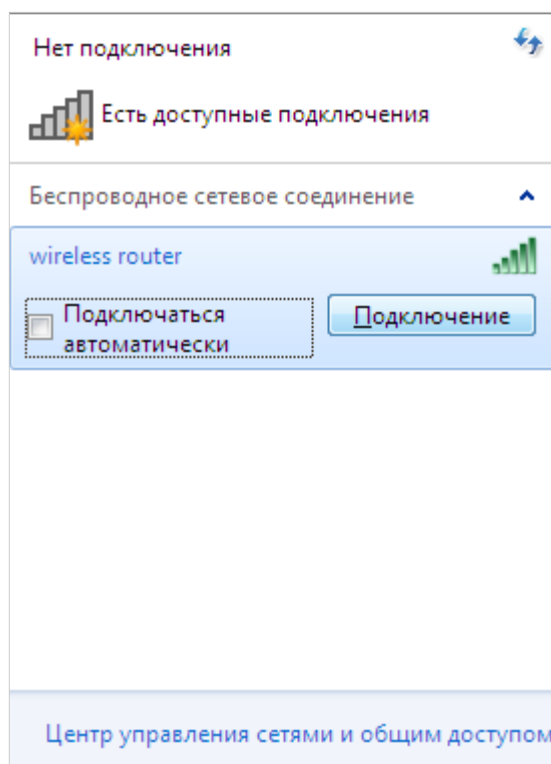 Нет подключения
Есть доступные подключения
Беспроводное сетевое соединение
wireless router
Подключаться
автоматически
Подключение
Центр управления сетями и общим доступом